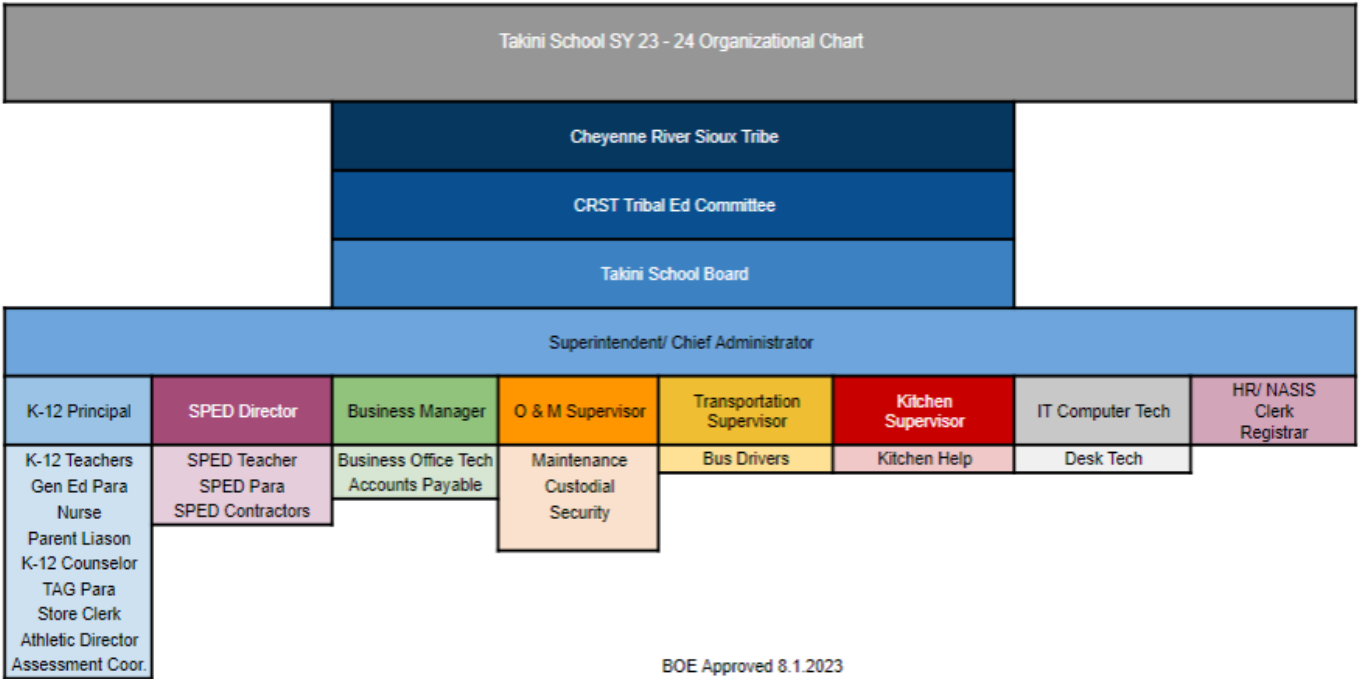 Takini School SY 23 - 24 Organizational Chart
Cheyenne River Sioux Tribe
CRST Tribal Ed Committee
Takini School Board
Superintendent/ Chief Administrator
K-12 Principal
SPED Director
Business Manager
O & M Supervisor
Transportation
Supervisor
Kitchen
Supervisor
IT Computer Tech
HR/ NASIS
Clerk
Registrar
K-12 Teachers
Gen Ed Para
Nurse
Parent Liason
K-12 Counselor
TAG Para
Store Clerk
Athletic Director
Assessment Coor.
SPED Teacher
SPED Para
SPED Contractors
Business Office Tech
Accounts Payable
Maintenance
Custodial
Security
Bus Drivers
Kitchen Help
Desk Tech
BOE Approved 8.1.2023